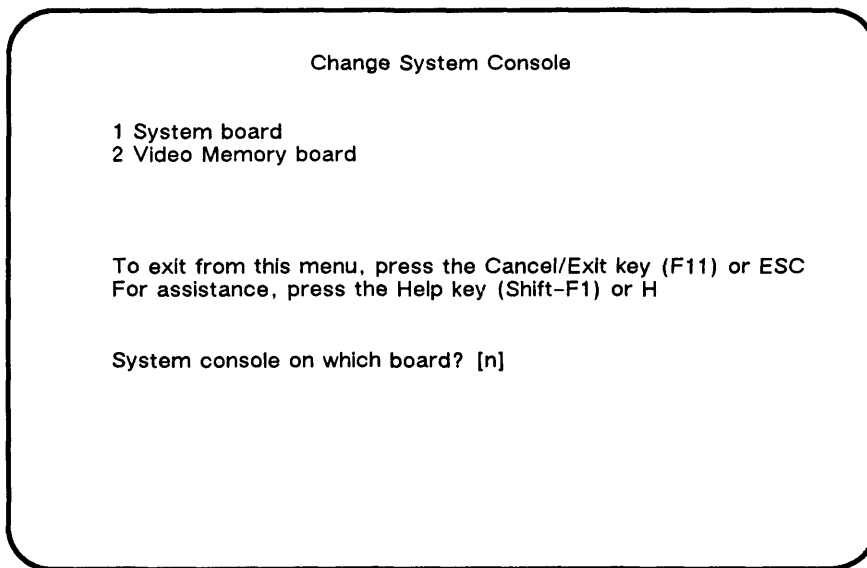 Change System Console
1 System board
2 Video Memory board
To exit from this menu, press the Cancel/Exit key (F11) or ESC
For assistance, press the Help key (Shift-F1) or H
System console on which board? [n]